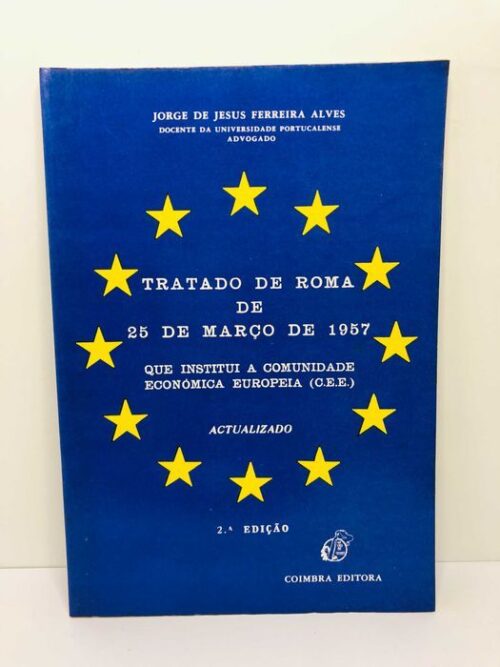 JORGE DE JESUS FERREIRA ALVES
DOCENTE DA UNIVERSIDADE PORTUCALENSE
ADVOGADO
TRATADO DE ROMA
DE
25 DE MARÇO DE 1957
QUE INSTITUI A COMUNIDADE
ECONÓMICA EUROPEIA (C.E.E.)
ACTUALIZADO
2.ª EDIÇÃO
COIMBRA EDITORA